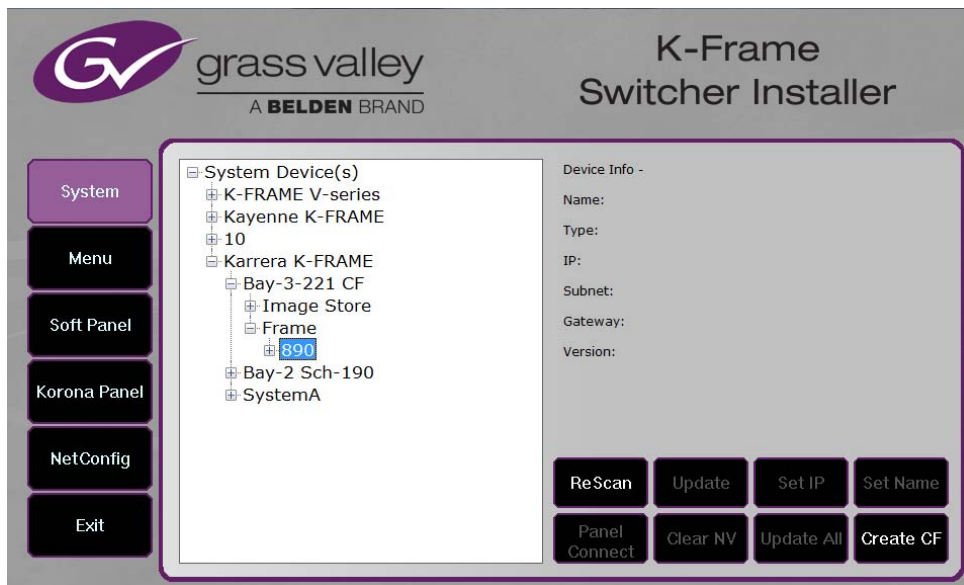 GV
grass valley
A BELDEN BRAND
K-Frame
Switcher Installer
System
Menu
Soft Panel
Korona Panel
NetConfig
Exit
System Device(s)
K-FRAME V-series
Kayenne K-FRAME
10
Karrera K-FRAME
Bay-3-221 CF
Image Store
Frame
890
Bay-2 Sch-190
SystemA
Device Info -
Name:
Type:
IP:
Subnet:
Gateway:
Version:
ReScan
Update
Set IP
Set Name
Panel
Connect
Clear NV
Update All
Create CF